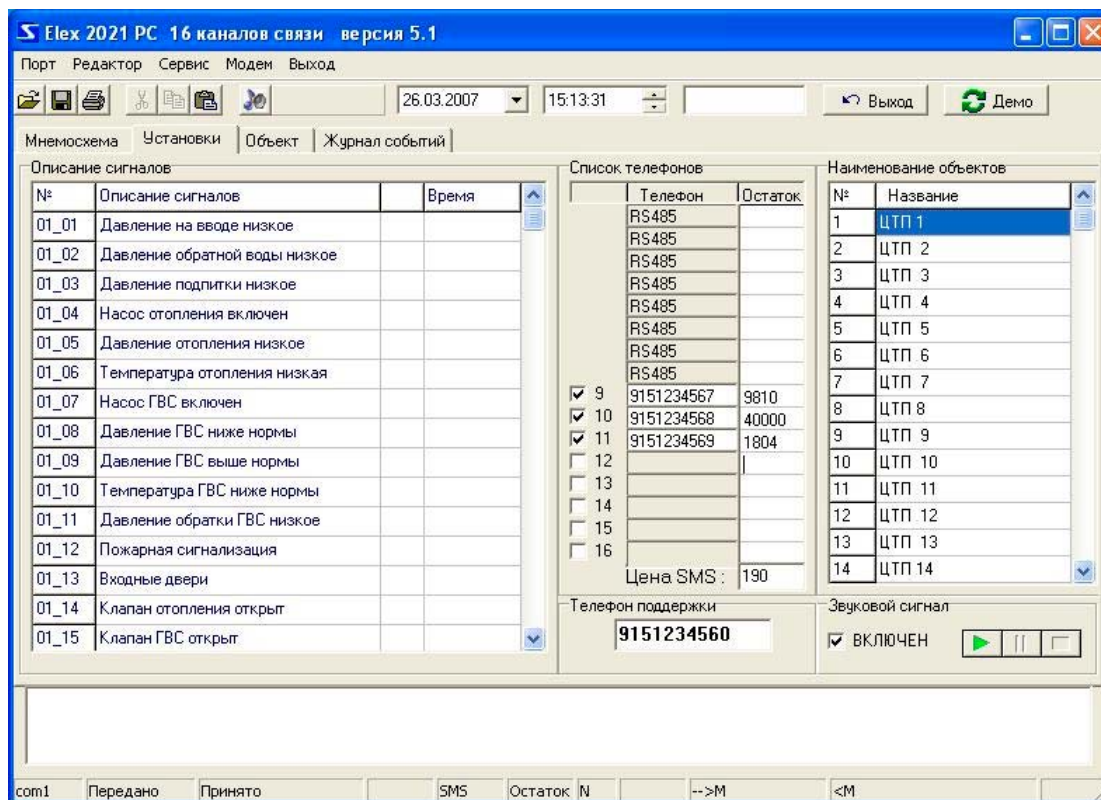 Elex 2021 PC 16 каналов связи версия 5.1
Порт Редактор Сервис Модем Выход
26.03.2007 15:13:31 Выход Демо
Мнемосхема Установки Объект Журнал событий
Описание сигналов
№ Описание сигналов Время
01_01 Давление на вводе низкое
01_02 Давление обратной воды низкое
01_03 Давление подпитки низкое
01_04 Насос отопления включен
01_05 Давление отопления низкое
01_06 Температура отопления низкая
01_07 Насос ГВС включен
01_08 Давление ГВС ниже нормы
01_09 Давление ГВС выше нормы
01_10 Температура ГВС ниже нормы
01_11 Давление обратки ГВС низкое
01_12 Пожарная сигнализация
01_13 Входные двери
01_14 Клапан отопления открыт
01_15 Клапан ГВС открыт
Список телефонов
Телефон Остаток
RS485
RS485
RS485
RS485
RS485
RS485
RS485
RS485
9 9151234567 9810
10 9151234568 40000
11 9151234569 1804
12
13
14
15
16
Цена SMS : 190
Телефон поддержки
9151234560
Наименование объектов
№ Название
1 ЦТП 1
2 ЦТП 2
3 ЦТП 3
4 ЦТП 4
5 ЦТП 5
6 ЦТП 6
7 ЦТП 7
8 ЦТП 8
9 ЦТП 9
10 ЦТП 10
11 ЦТП 11
12 ЦТП 12
13 ЦТП 13
14 ЦТП 14
Звуковой сигнал
ВКЛЮЧЕН
com1 Передано Принято SMS Остаток N -->M <M